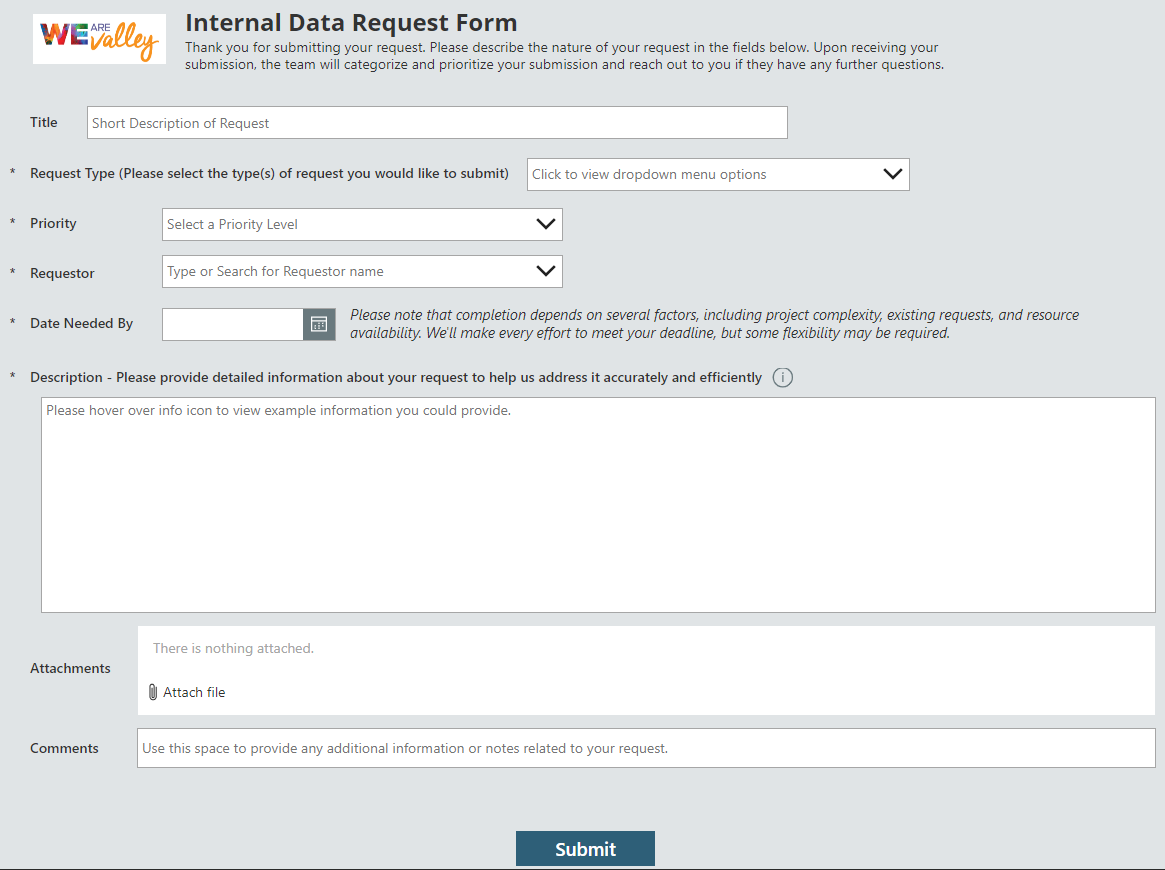 WE ARE valley
Internal Data Request Form
Thank you for submitting your request. Please describe the nature of your request in the fields below. Upon receiving your
submission, the team will categorize and prioritize your submission and reach out to you if they have any further questions.
Title
Short Description of Request
* Request Type (Please select the type(s) of request you would like to submit)
Click to view dropdown menu options
* Priority
Select a Priority Level
* Requestor
Type or Search for Requestor name
* Date Needed By
Please note that completion depends on several factors, including project complexity, existing requests, and resource
availability. We'll make every effort to meet your deadline, but some flexibility may be required.
* Description - Please provide detailed information about your request to help us address it accurately and efficiently
Please hover over info icon to view example information you could provide.
Attachments
There is nothing attached.
Attach file
Comments
Use this space to provide any additional information or notes related to your request.
Submit